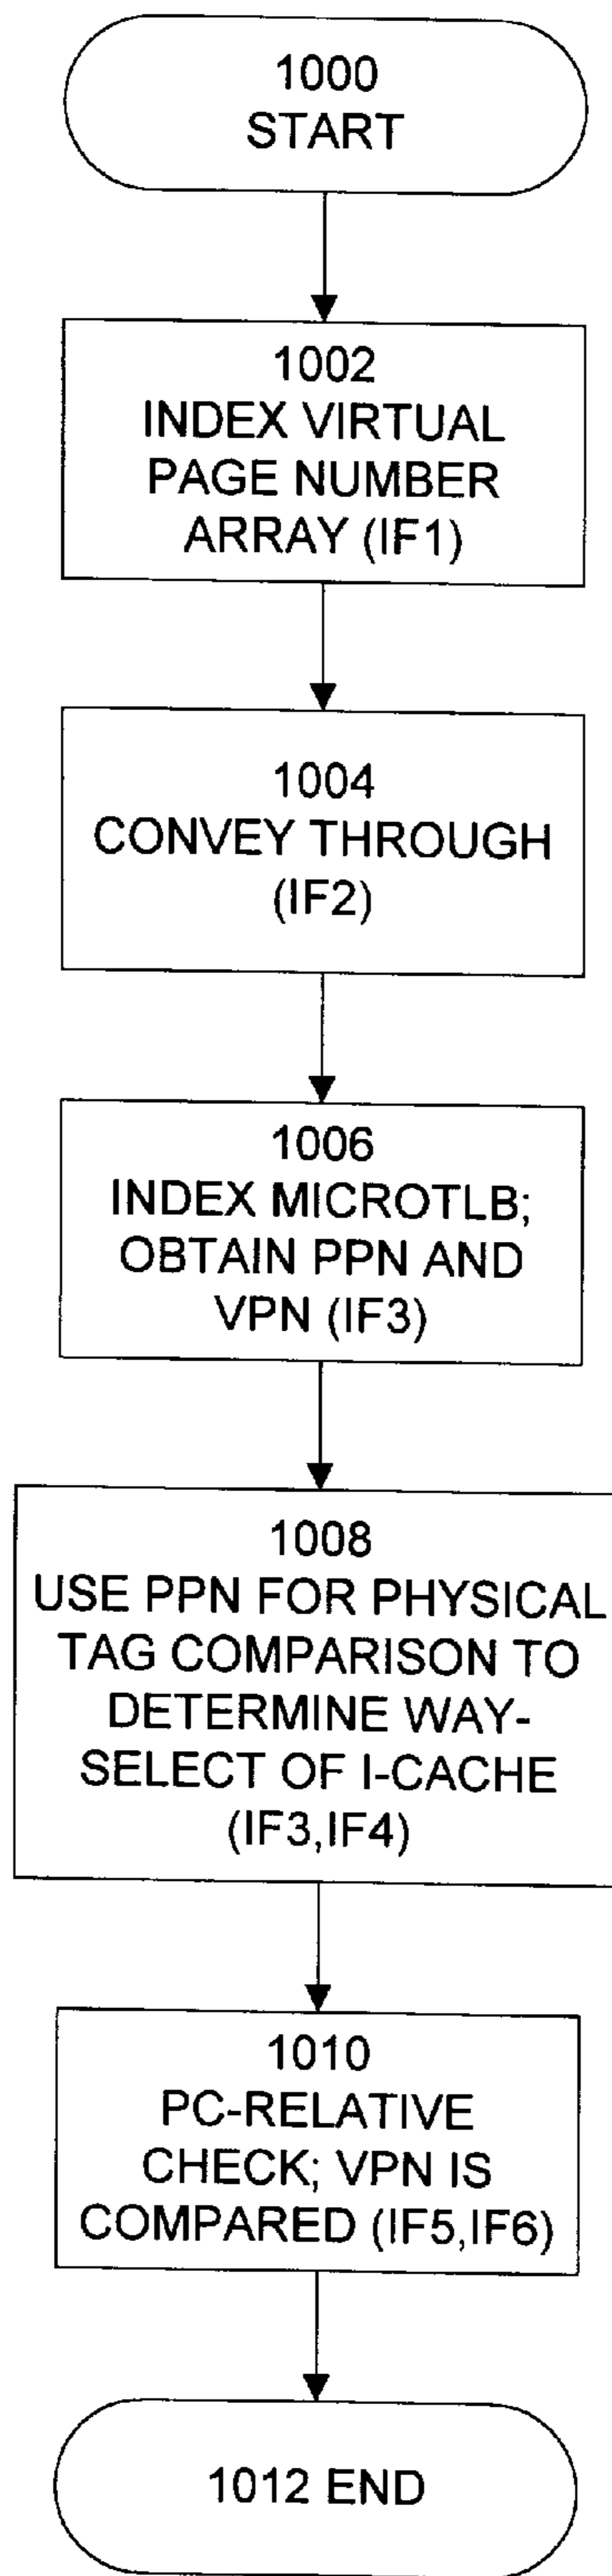 1000
START
1002
INDEX VIRTUAL
PAGE NUMBER
ARRAY (IF1)
1004
CONVEY THROUGH
(IF2)
1006
INDEX MICROTLB;
OBTAIN PPN AND
VPN (IF3)
1008
USE PPN FOR PHYSICAL
TAG COMPARISON TO
DETERMINE WAY-
SELECT OF I-CACHE
(IF3,IF4)
1010
PC-RELATIVE
CHECK; VPN IS
COMPARED (IF5,IF6)
1012 END